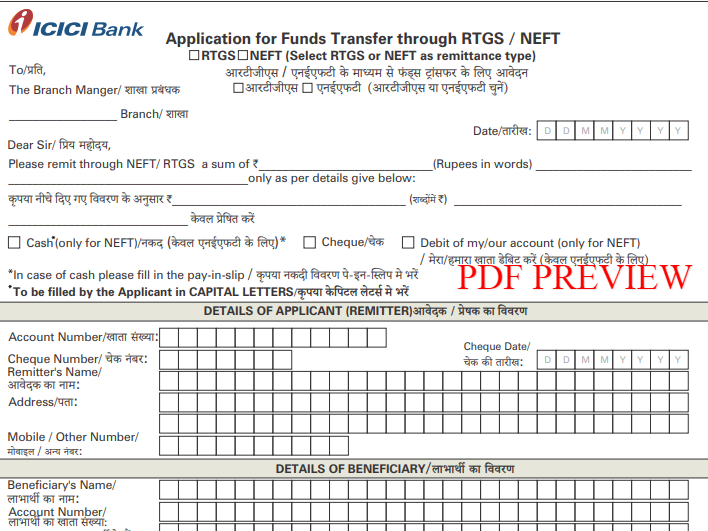 ICICI Bank
Application for Funds Transfer through RTGS / NEFT
RTGS NEFT (Select RTGS or NEFT as remittance type)
To/प्रति,
आरटीजीएस / एनईएफटी के माध्यम से फंड्स ट्रांसफर के लिए आवेदन
The Branch Manger/ शाखा प्रबंधक
आरटीजीएस एनईएफटी (आरटीजीएस या एनईएफटी चुनें)
Branch/ शाखा
Date/तारीख: D D M M Y Y Y Y
Dear Sir/ प्रिय महोदय,
Please remit through NEFT/ RTGS a sum of ₹ (Rupees in words)
only as per details give below:
कृपया नीचे दिए गए विवरण के अनुसार ₹ (शब्दोंमें ₹)
केवल प्रेषित करें
Cash*(only for NEFT)/नकद (केवल एनईएफटी के लिए)* Cheque/चेक Debit of my/our account (only for NEFT)
/ मेरा/हमारा खाता डेबिट करें (केवल एनईएफटी के लिए)
*In case of cash please fill in the pay-in-slip / कृपया नकदी विवरण पे-इन-स्लिप मे भरें
PDF PREVIEW
*To be filled by the Applicant in CAPITAL LETTERS/कृपया केपिटल लेटर्स मे भरें
DETAILS OF APPLICANT (REMITTER)आवेदक / प्रेषक का विवरण
Account Number/खाता संख्या:
Cheque Date/
Cheque Number/ चेक नंबर:
चेक की तारीख: D D M M Y Y Y Y
Remitter's Name/
आवेदक का नाम:
Address/पता:
Mobile / Other Number/
मोबाइल / अन्य नंबर:
DETAILS OF BENEFICIARY/लाभार्थी का विवरण
Beneficiary's Name/
लाभार्थी का नाम:
Account Number/
लाभार्थी का खाता संख्या: